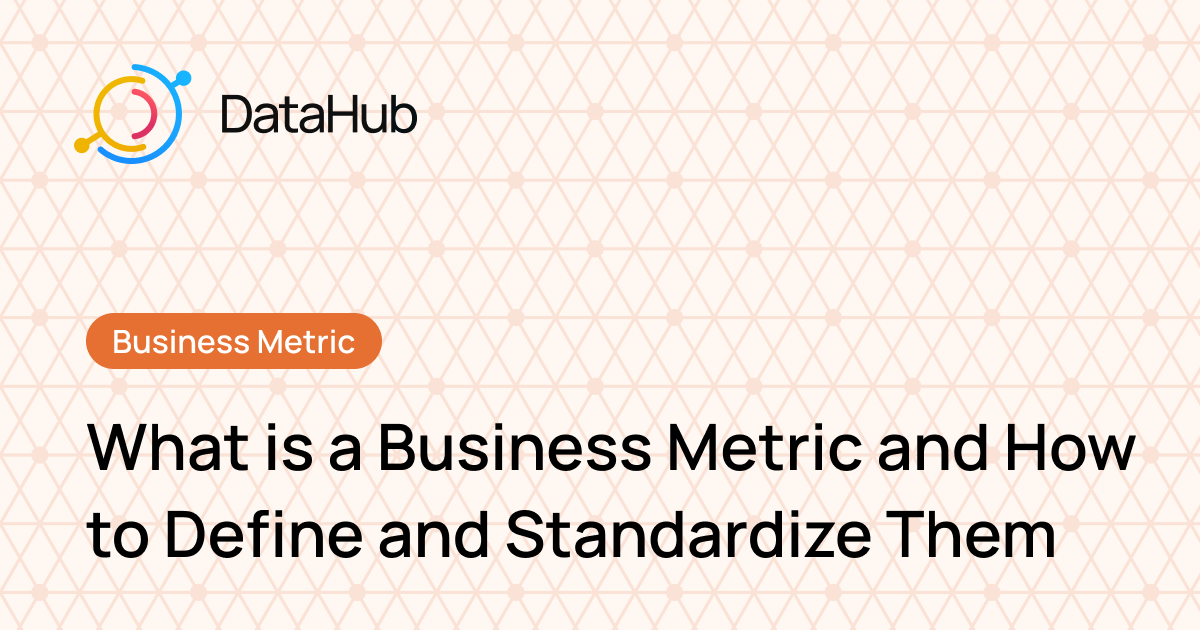 DataHub
Business Metric
What is a Business Metric and How
to Define and Standardize Them